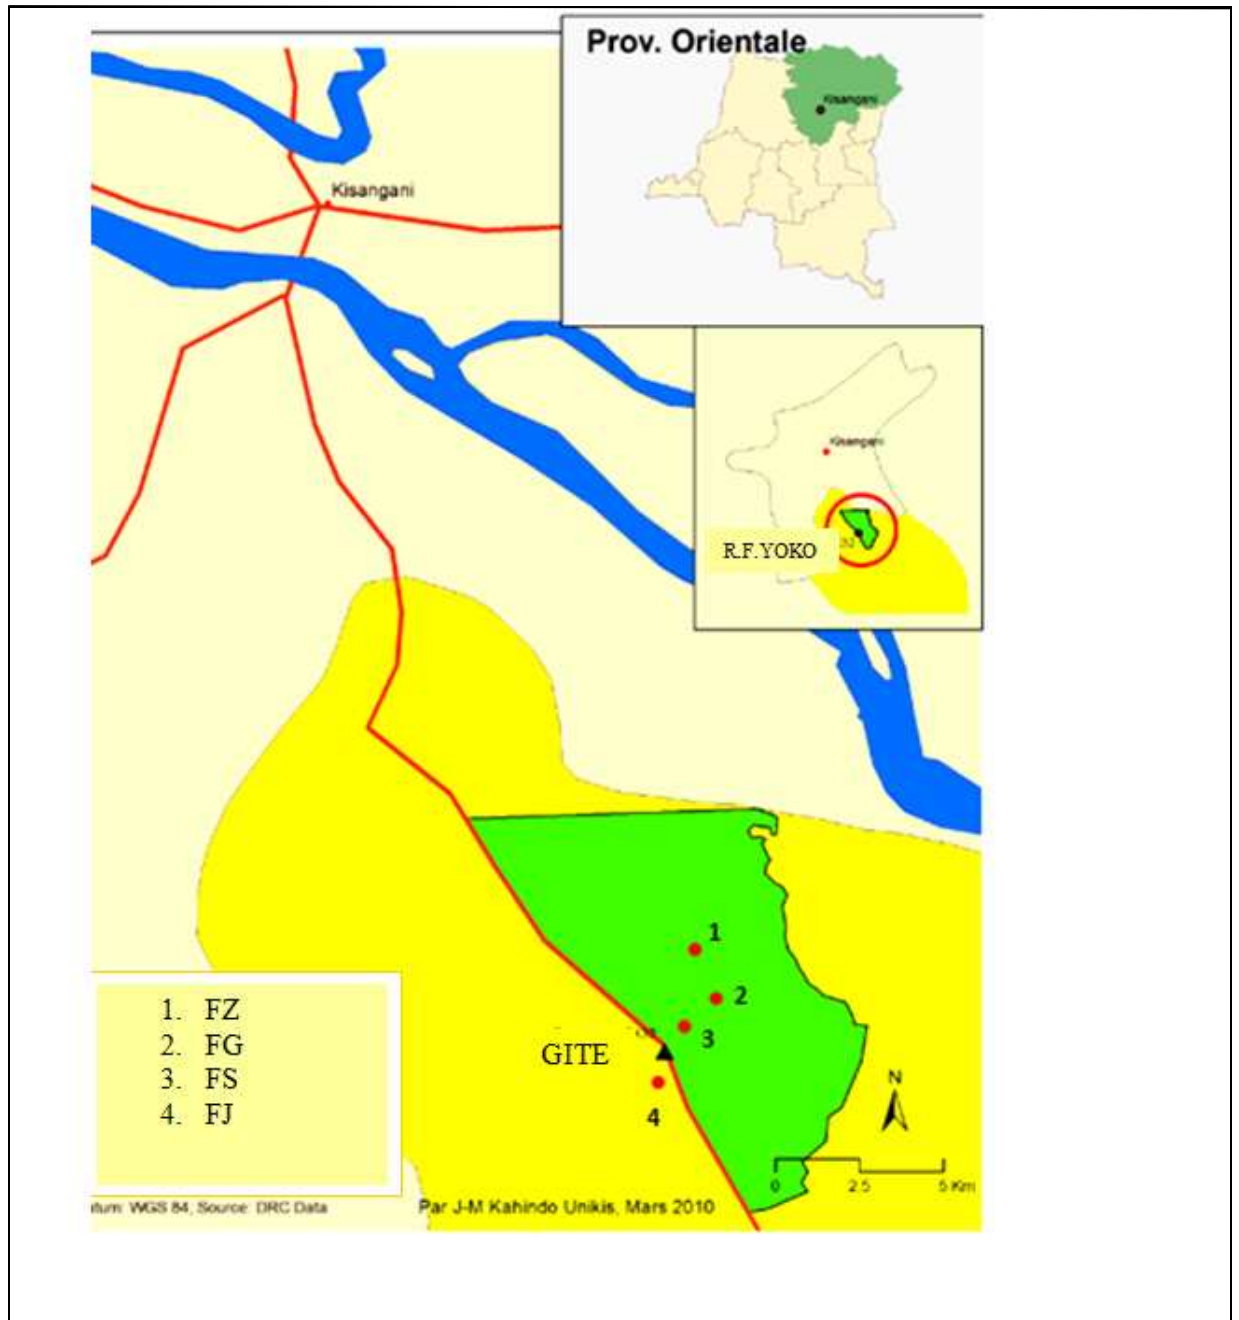 Prov. Orientale
Kisangani
Kisangani
Kisangani
R.F.YOKO
1
2
3
GITE
4
1. FZ
2. FG
3. FS
4. FJ
N
0 2.5 5 Km
WGS 84, Source: DRC Data
Par J-M Kahindo Unikis, Mars 2010